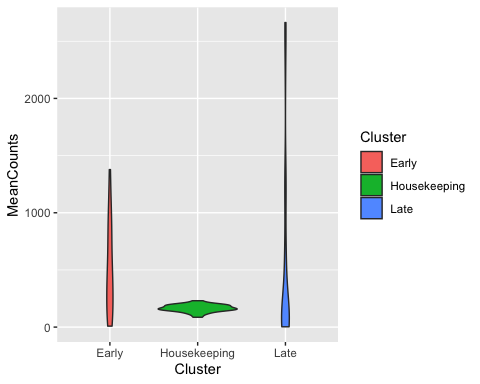 MeanCounts
2000
1000
0
Early
Housekeeping
Late
Cluster
Cluster
Early
Housekeeping
Late